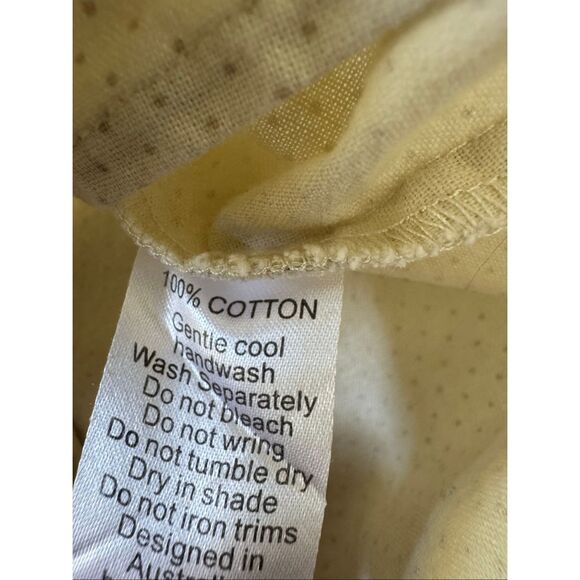 100% COTTON
Gentle cool
handwash
Wash Separately
Do not bleach
Do not wring
Do not tumble dry
Dry in shade
Do not iron trims
Designed in